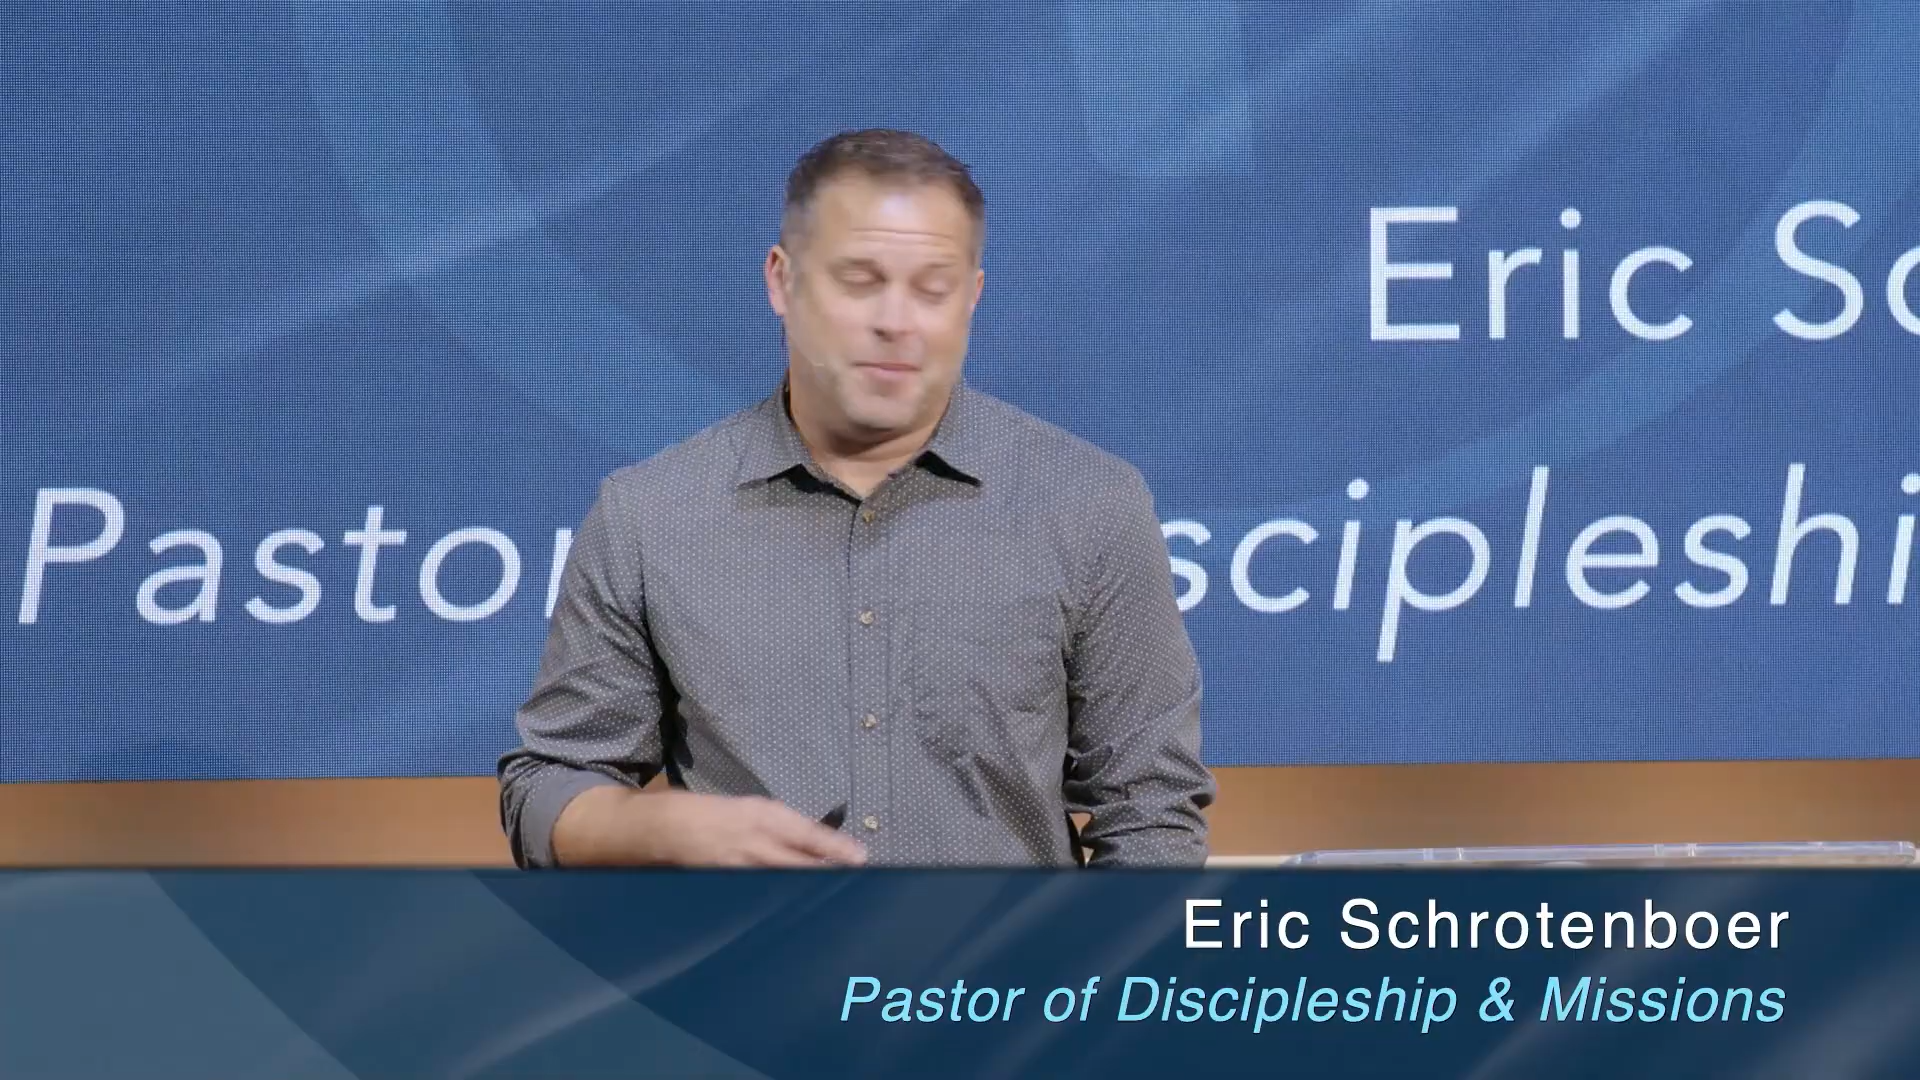 Eric Sc
Pastor scipleshi
Eric Schrotenboer
Pastor of Discipleship & Missions